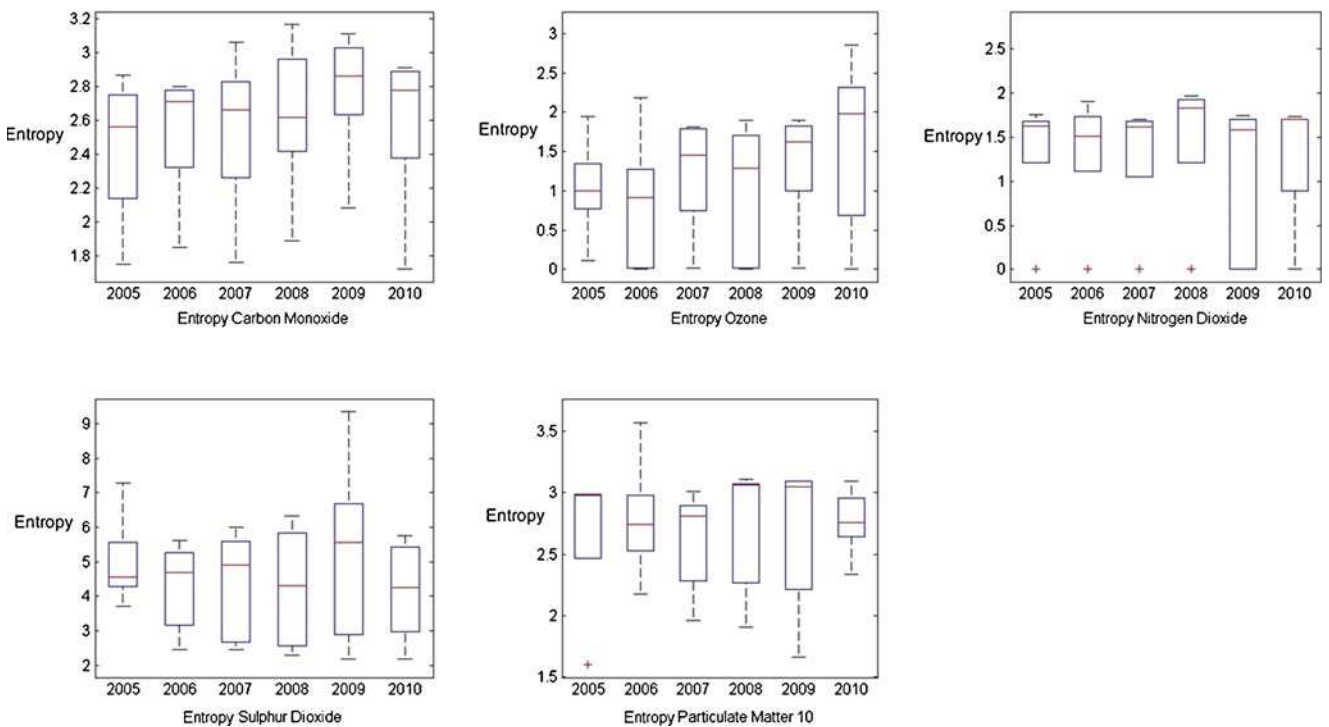 3.2
3
2.8
2.6
2.4
2.2
2
1.8
Entropy
2005 2006 2007 2008 2009 2010
Entropy Carbon Monoxide
3
2.5
2
1.5
1
0.5
0
Entropy
2005 2006 2007 2008 2009 2010
Entropy Ozone
2.5
2
1.5
1
0.5
0
Entropy
2005 2006 2007 2008 2009 2010
Entropy Nitrogen Dioxide
9
8
7
6
5
4
3
2
Entropy
2005 2006 2007 2008 2009 2010
Entropy Sulphur Dioxide
3.5
3
2.5
2
1.5
Entropy
2005 2006 2007 2008 2009 2010
Entropy Particulate Matter 10